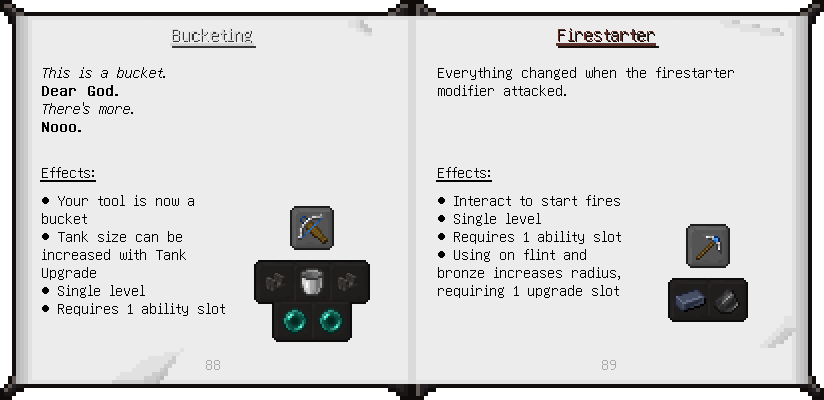 Bucketing
This is a bucket.
Dear God.
There's more.
Nooo.
Effects:
• Your tool is now a
bucket
• Tank size can be
increased with Tank
Upgrade
• Single level
• Requires 1 ability slot
88
Firestarter
Everything changed when the firestarter
modifier attacked.
Effects:
• Interact to start fires
• Single level
• Requires 1 ability slot
• Using on flint and
bronze increases radius,
requiring 1 upgrade slot
89